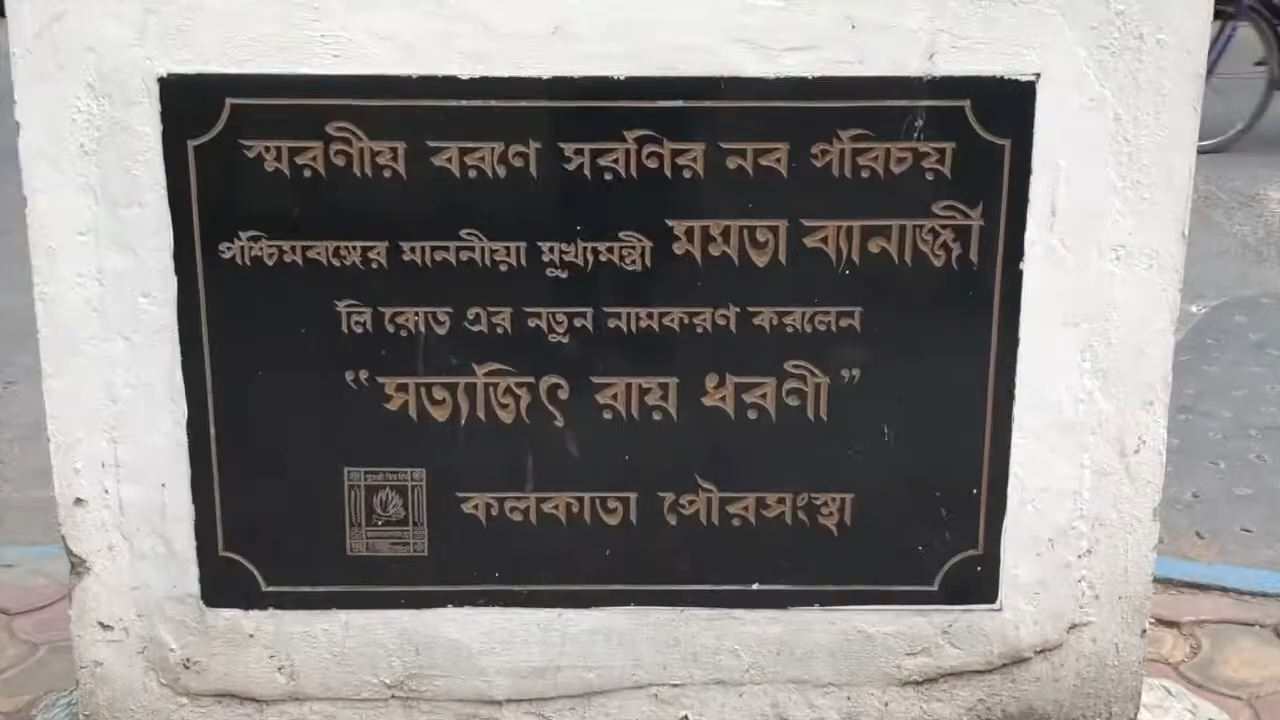 স্মরণীয় বরণে সরণির নব পরিচয়
পশ্চিমবঙ্গের মাননীয়া মুখ্যমন্ত্রী মমতা ব্যানার্জ্জী
লি রোড এর নতুন নামকরণ করলেন
“সত্যজিৎ রায় ধরণী”
কলকাতা পৌরসংস্থা